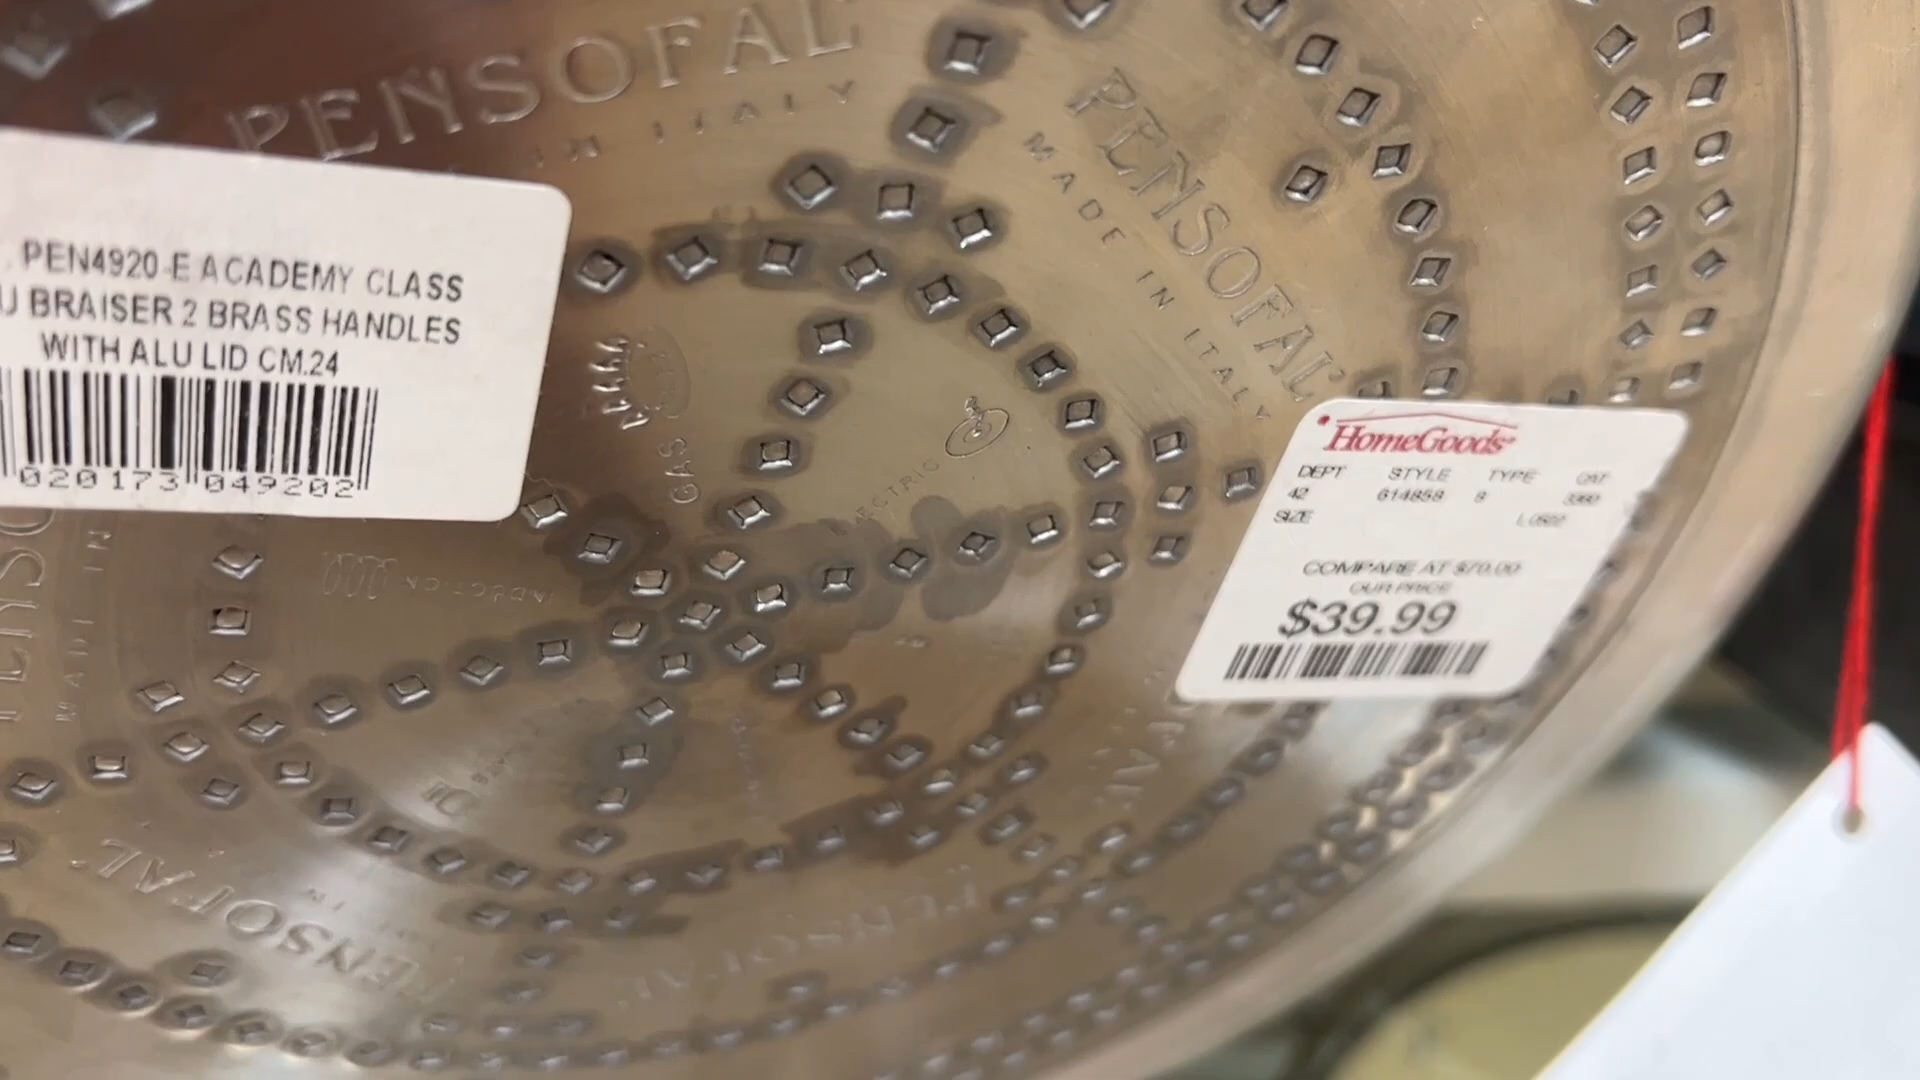 PENSOFAL
IN ITALY
PENSOFAL
MADE IN ITALY
PEN4920-E ACADEMY CLASS
BRAISER 2 BRASS HANDLES
WITH ALU LID CM.24
020173 049202
GAS
ELECTRIC
INDUCTION
HomeGoods
DEPT STYLE TYPE CAT
42 614858 8
SIZE
COMPARE AT $70.00
OUR PRICE
$39.99
MADE IN
PENSOFAL
PENSOFAL